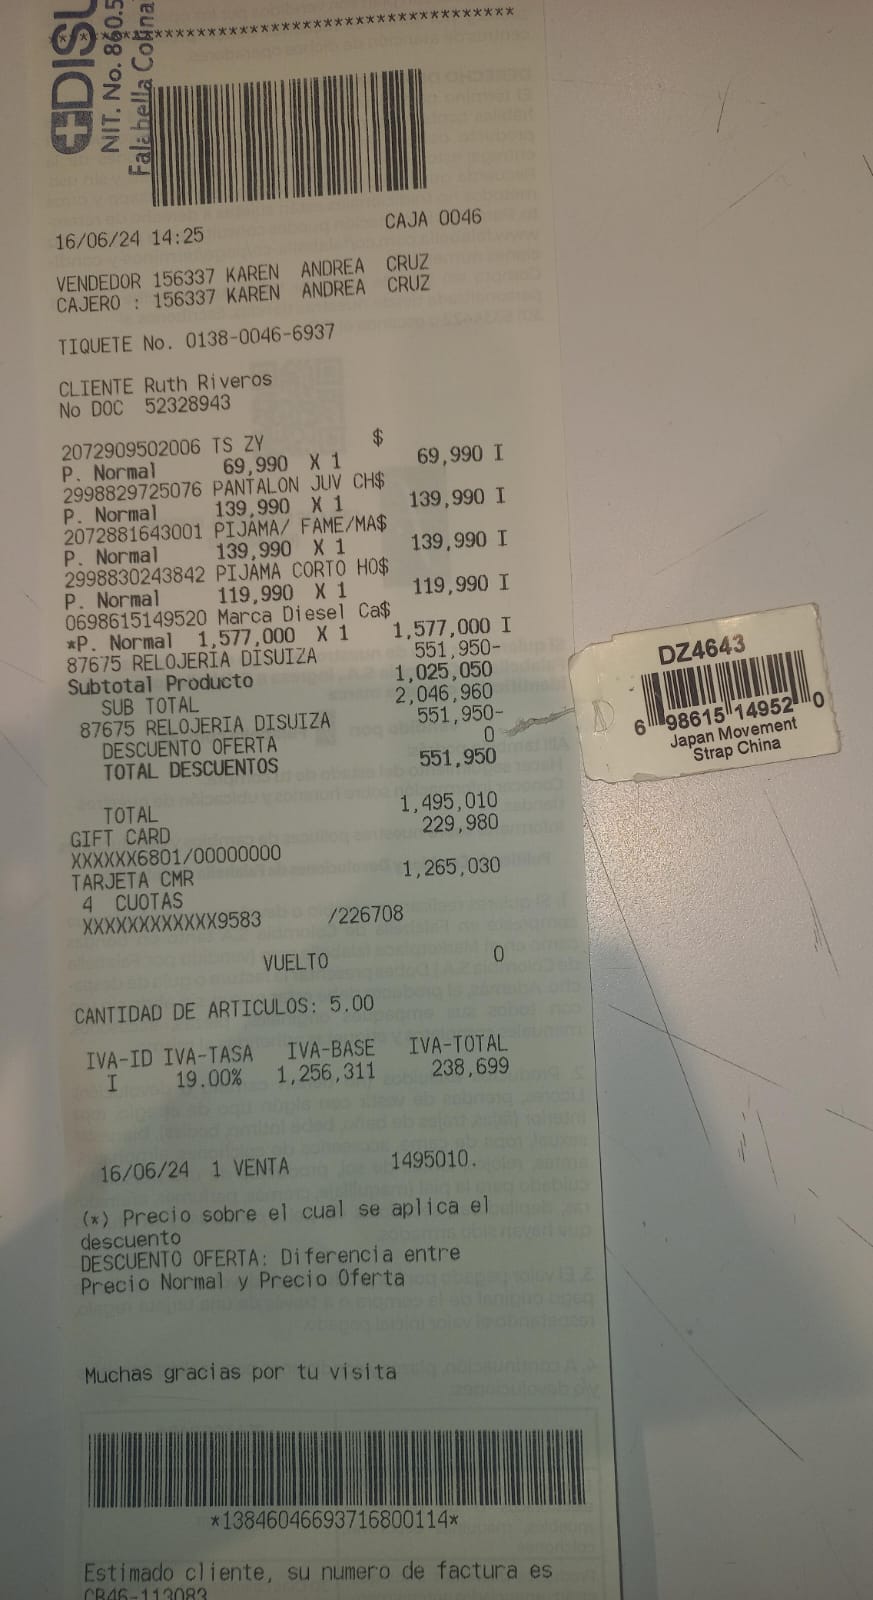 DISU
NIT. No. 860.5
Falabella Colina
****************************************
16/06/24 14:25 CAJA 0046
VENDEDOR 156337 KAREN ANDREA CRUZ
CAJERO : 156337 KAREN ANDREA CRUZ
TIQUETE No. 0138-0046-6937
CLIENTE Ruth Riveros
No DOC 52328943
2072909502006 TS ZY $
P. Normal 69,990 X 1 69,990 I
2998829725076 PANTALON JUV CH$
P. Normal 139,990 X 1 139,990 I
2072881643001 PIJAMA/ FAME/MA$
P. Normal 139,990 X 1 139,990 I
2998830243842 PIJAMA CORTO HO$
P. Normal 119,990 X 1 119,990 I
0698615149520 Marca Diesel Ca$
*P. Normal 1,577,000 X 1 1,577,000 I
87675 RELOJERIA DISUIZA 551,950-
Subtotal Producto 1,025,050
SUB TOTAL 2,046,960
87675 RELOJERIA DISUIZA 551,950-
DESCUENTO OFERTA 0
TOTAL DESCUENTOS 551,950
TOTAL 1,495,010
GIFT CARD 229,980
XXXXXX6801/00000000
TARJETA CMR 1,265,030
4 CUOTAS
XXXXXXXXXXXX9583 /226708
VUELTO 0
CANTIDAD DE ARTICULOS: 5.00
IVA-ID IVA-TASA IVA-BASE IVA-TOTAL
I 19.00% 1,256,311 238,699
16/06/24 1 VENTA 1495010.
(*) Precio sobre el cual se aplica el
descuento
DESCUENTO OFERTA: Diferencia entre
Precio Normal y Precio Oferta
Muchas gracias por tu visita
*13846046693716800114*
Estimado cliente, su numero de factura es
CB46-113083
DZ4643
6 98615 14952 0
Japan Movement
Strap China